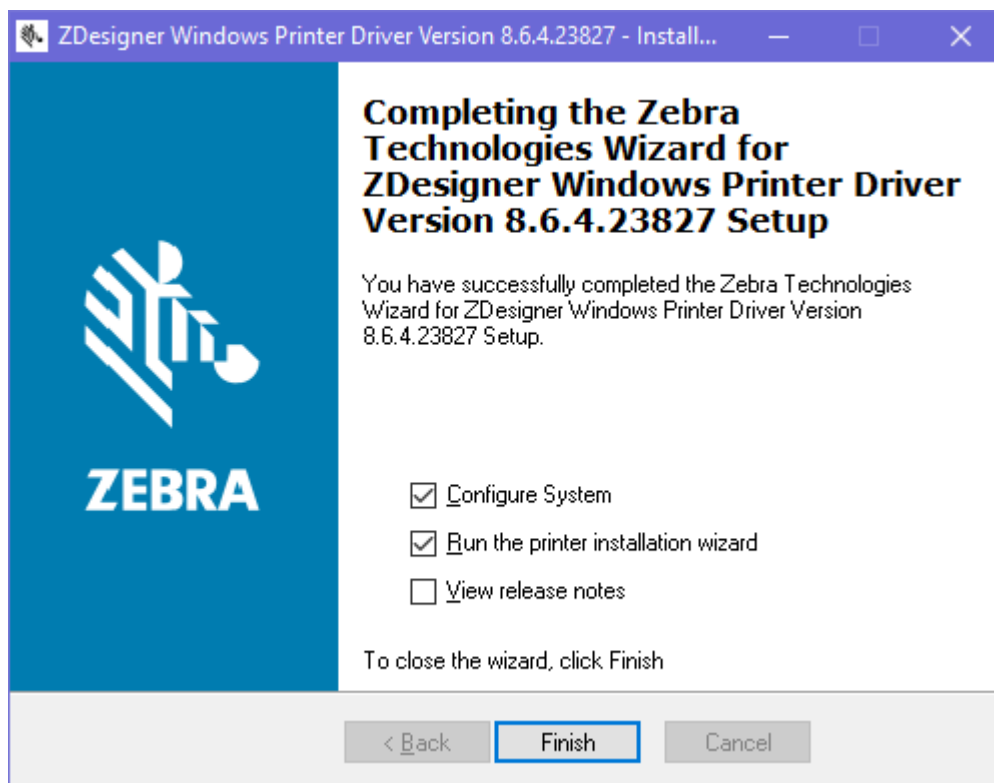 ZDesigner Windows Printer Driver Version 8.6.4.23827 - Install...
Completing the Zebra
Technologies Wizard for
ZDesigner Windows Printer Driver
Version 8.6.4.23827 Setup
You have successfully completed the Zebra Technologies
Wizard for ZDesigner Windows Printer Driver Version
8.6.4.23827 Setup.
ZEBRA
Configure System
Run the printer installation wizard
View release notes
To close the wizard, click Finish
< Back
Finish
Cancel